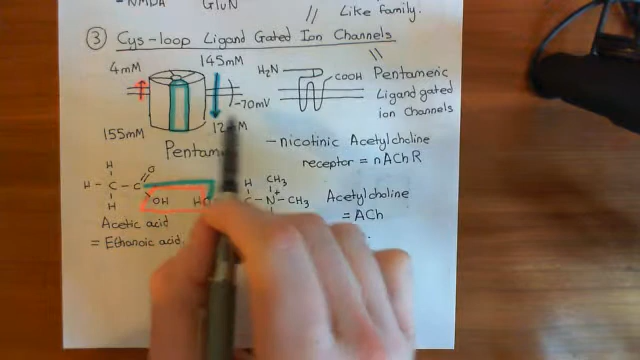 - NMDA GluN // Like family.
③ Cys-loop Ligand Gated Ion Channels
4mM 145mM H₂N COOH Pentameric
-70mV Ligand gated
155mM ion Channels
- nicotinic Acetylcholine
receptor = nAChR
H O H CH₃
H - C - C OH C - N⁺ - CH₃ Acetylcholine
H = ACh
Acetic acid
= Ethanoic acid.